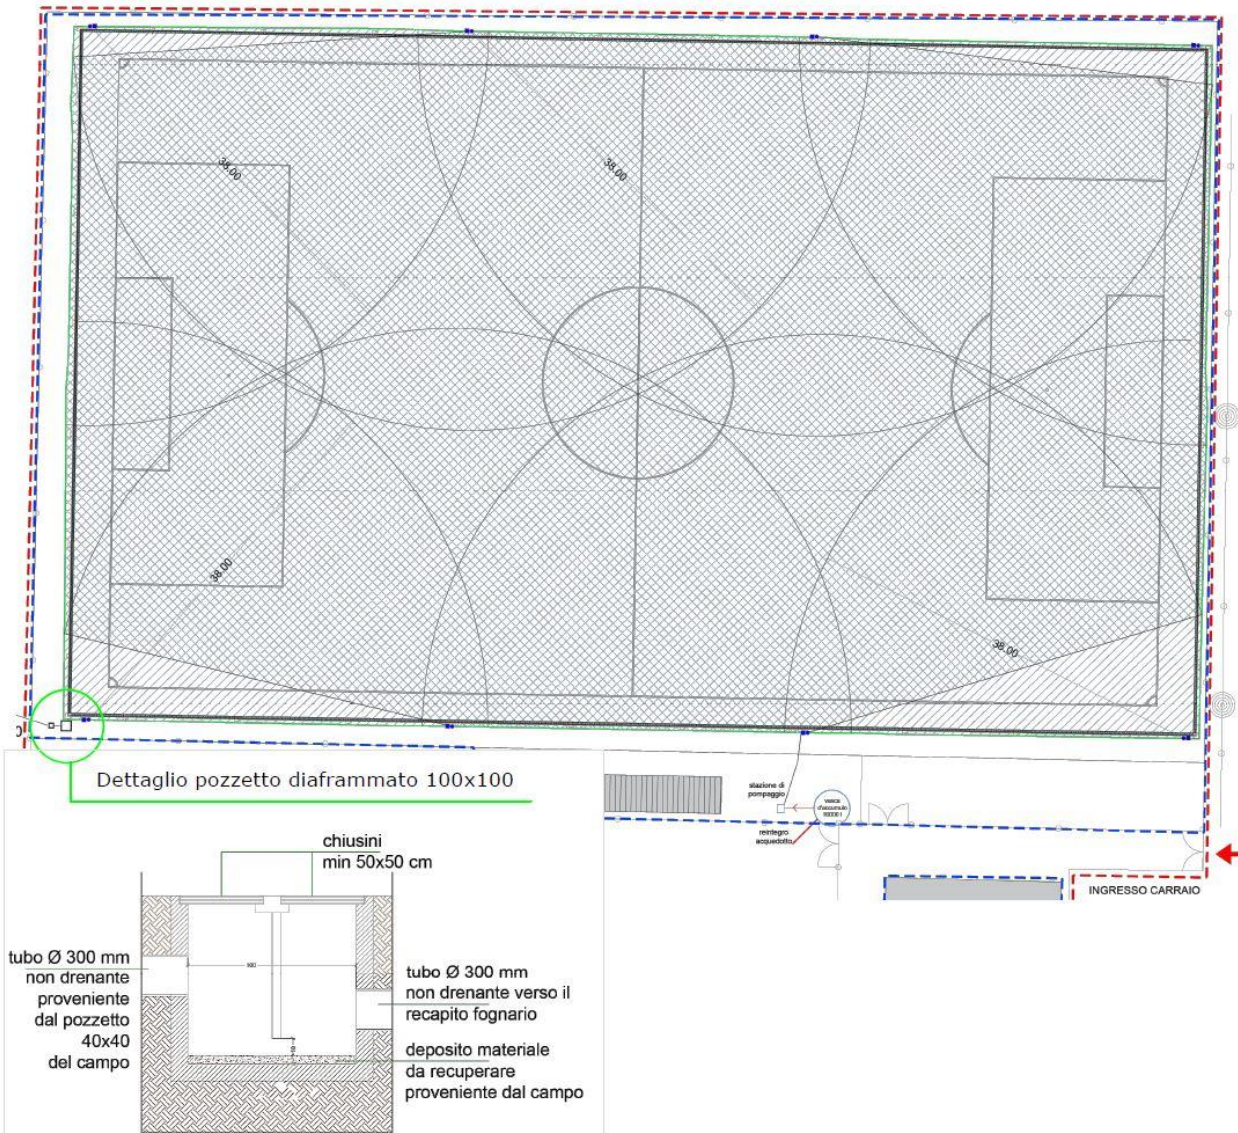 38.00
38.00
38.00
38.00
Dettaglio pozzetto diaframmato 100x100
stazione di
pompaggio
vasca
d'accumulo
reintegro
acquedotto
INGRESSO CARRAIO
chiusini
min 50x50 cm
tubo Ø 300 mm
non drenante
proveniente
dal pozzetto
40x40
del campo
tubo Ø 300 mm
non drenante verso il
recapito fognario
deposito materiale
da recuperare
proveniente dal campo